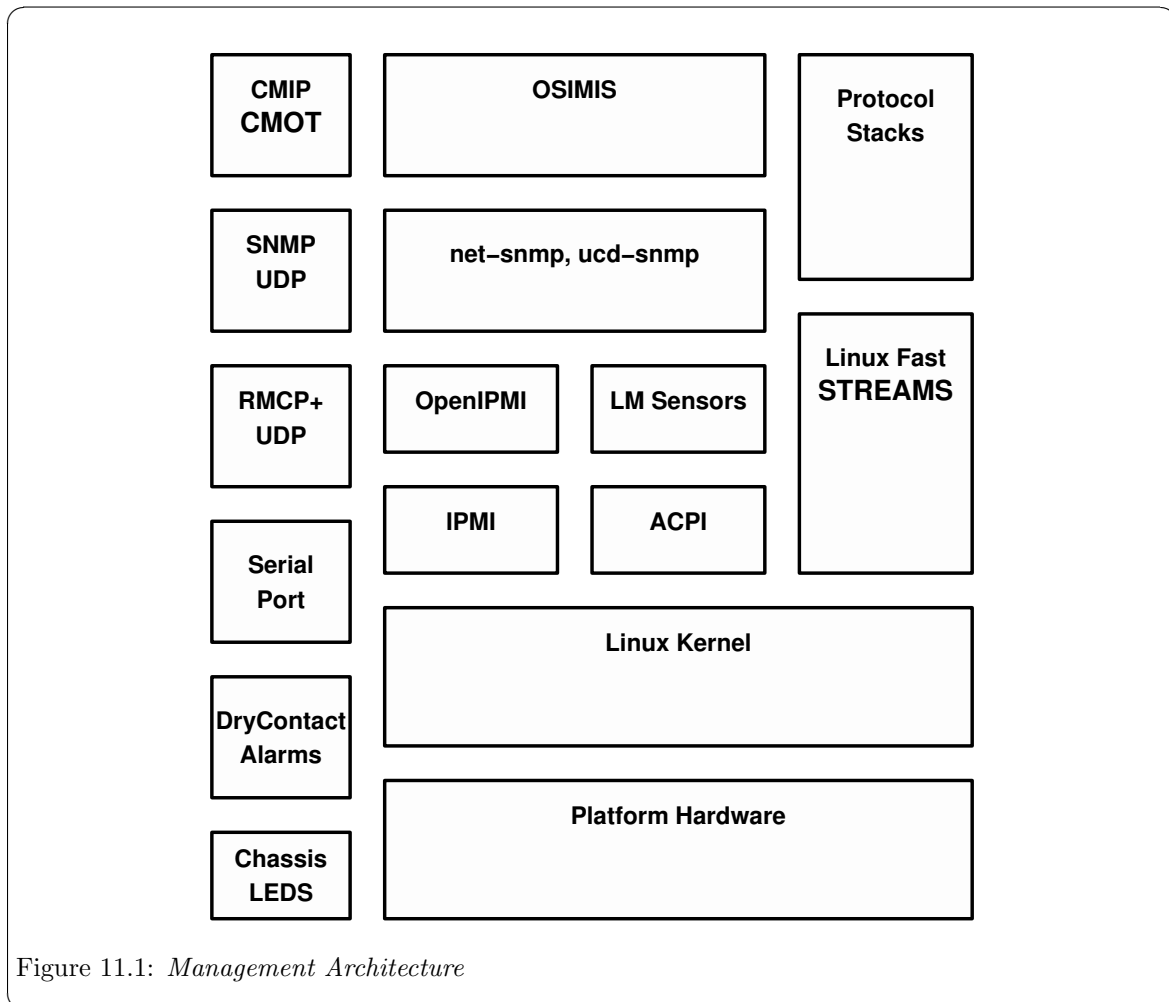 CMIP
CMOT
OSIMIS
Protocol
Stacks
SNMP
UDP
net−snmp, ucd−snmp
Linux Fast
STREAMS
RMCP+
UDP
OpenIPMI
LM Sensors
IPMI
ACPI
Serial
Port
Linux Kernel
DryContact
Alarms
Platform Hardware
Chassis
LEDS
Figure 11.1: Management Architecture